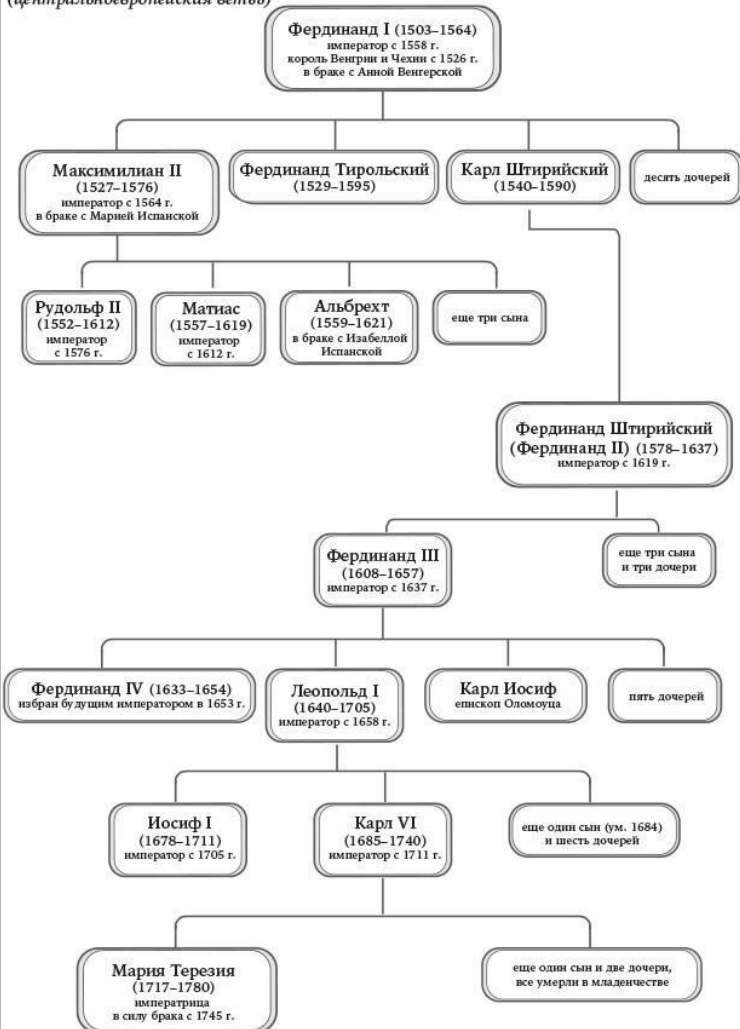 (центральноевропейская ветвь)
Фердинанд I (1503–1564)
император с 1558 г.
король Венгрии и Чехии с 1526 г.
в браке с Анной Венгерской
Максимилиан II
(1527–1576)
император с 1564 г.
в браке с Марией Испанской
Фердинанд Тирольский
(1529–1595)
Карл Штирийский
(1540–1590)
десять дочерей
Рудольф II
(1552–1612)
император
с 1576 г.
Матиас
(1557–1619)
император
с 1612 г.
Альбрехт
(1559–1621)
в браке с Изабеллой
Испанской
еще три сына
Фердинанд Штирийский
(Фердинанд II) (1578–1637)
император с 1619 г.
Фердинанд III
(1608–1657)
император с 1637 г.
еще три сына
и три дочери
Фердинанд IV (1633–1654)
избран будущим императором в 1653 г.
Леопольд I
(1640–1705)
император с 1658 г.
Карл Иосиф
епископ Оломоуца
пять дочерей
Иосиф I
(1678–1711)
император с 1705 г.
Карл VI
(1685–1740)
император с 1711 г.
еще один сын (ум. 1684)
и шесть дочерей
Мария Терезия
(1717–1780)
императрица
в силу брака с 1745 г.
еще один сын и две дочери,
все умерли в младенчестве